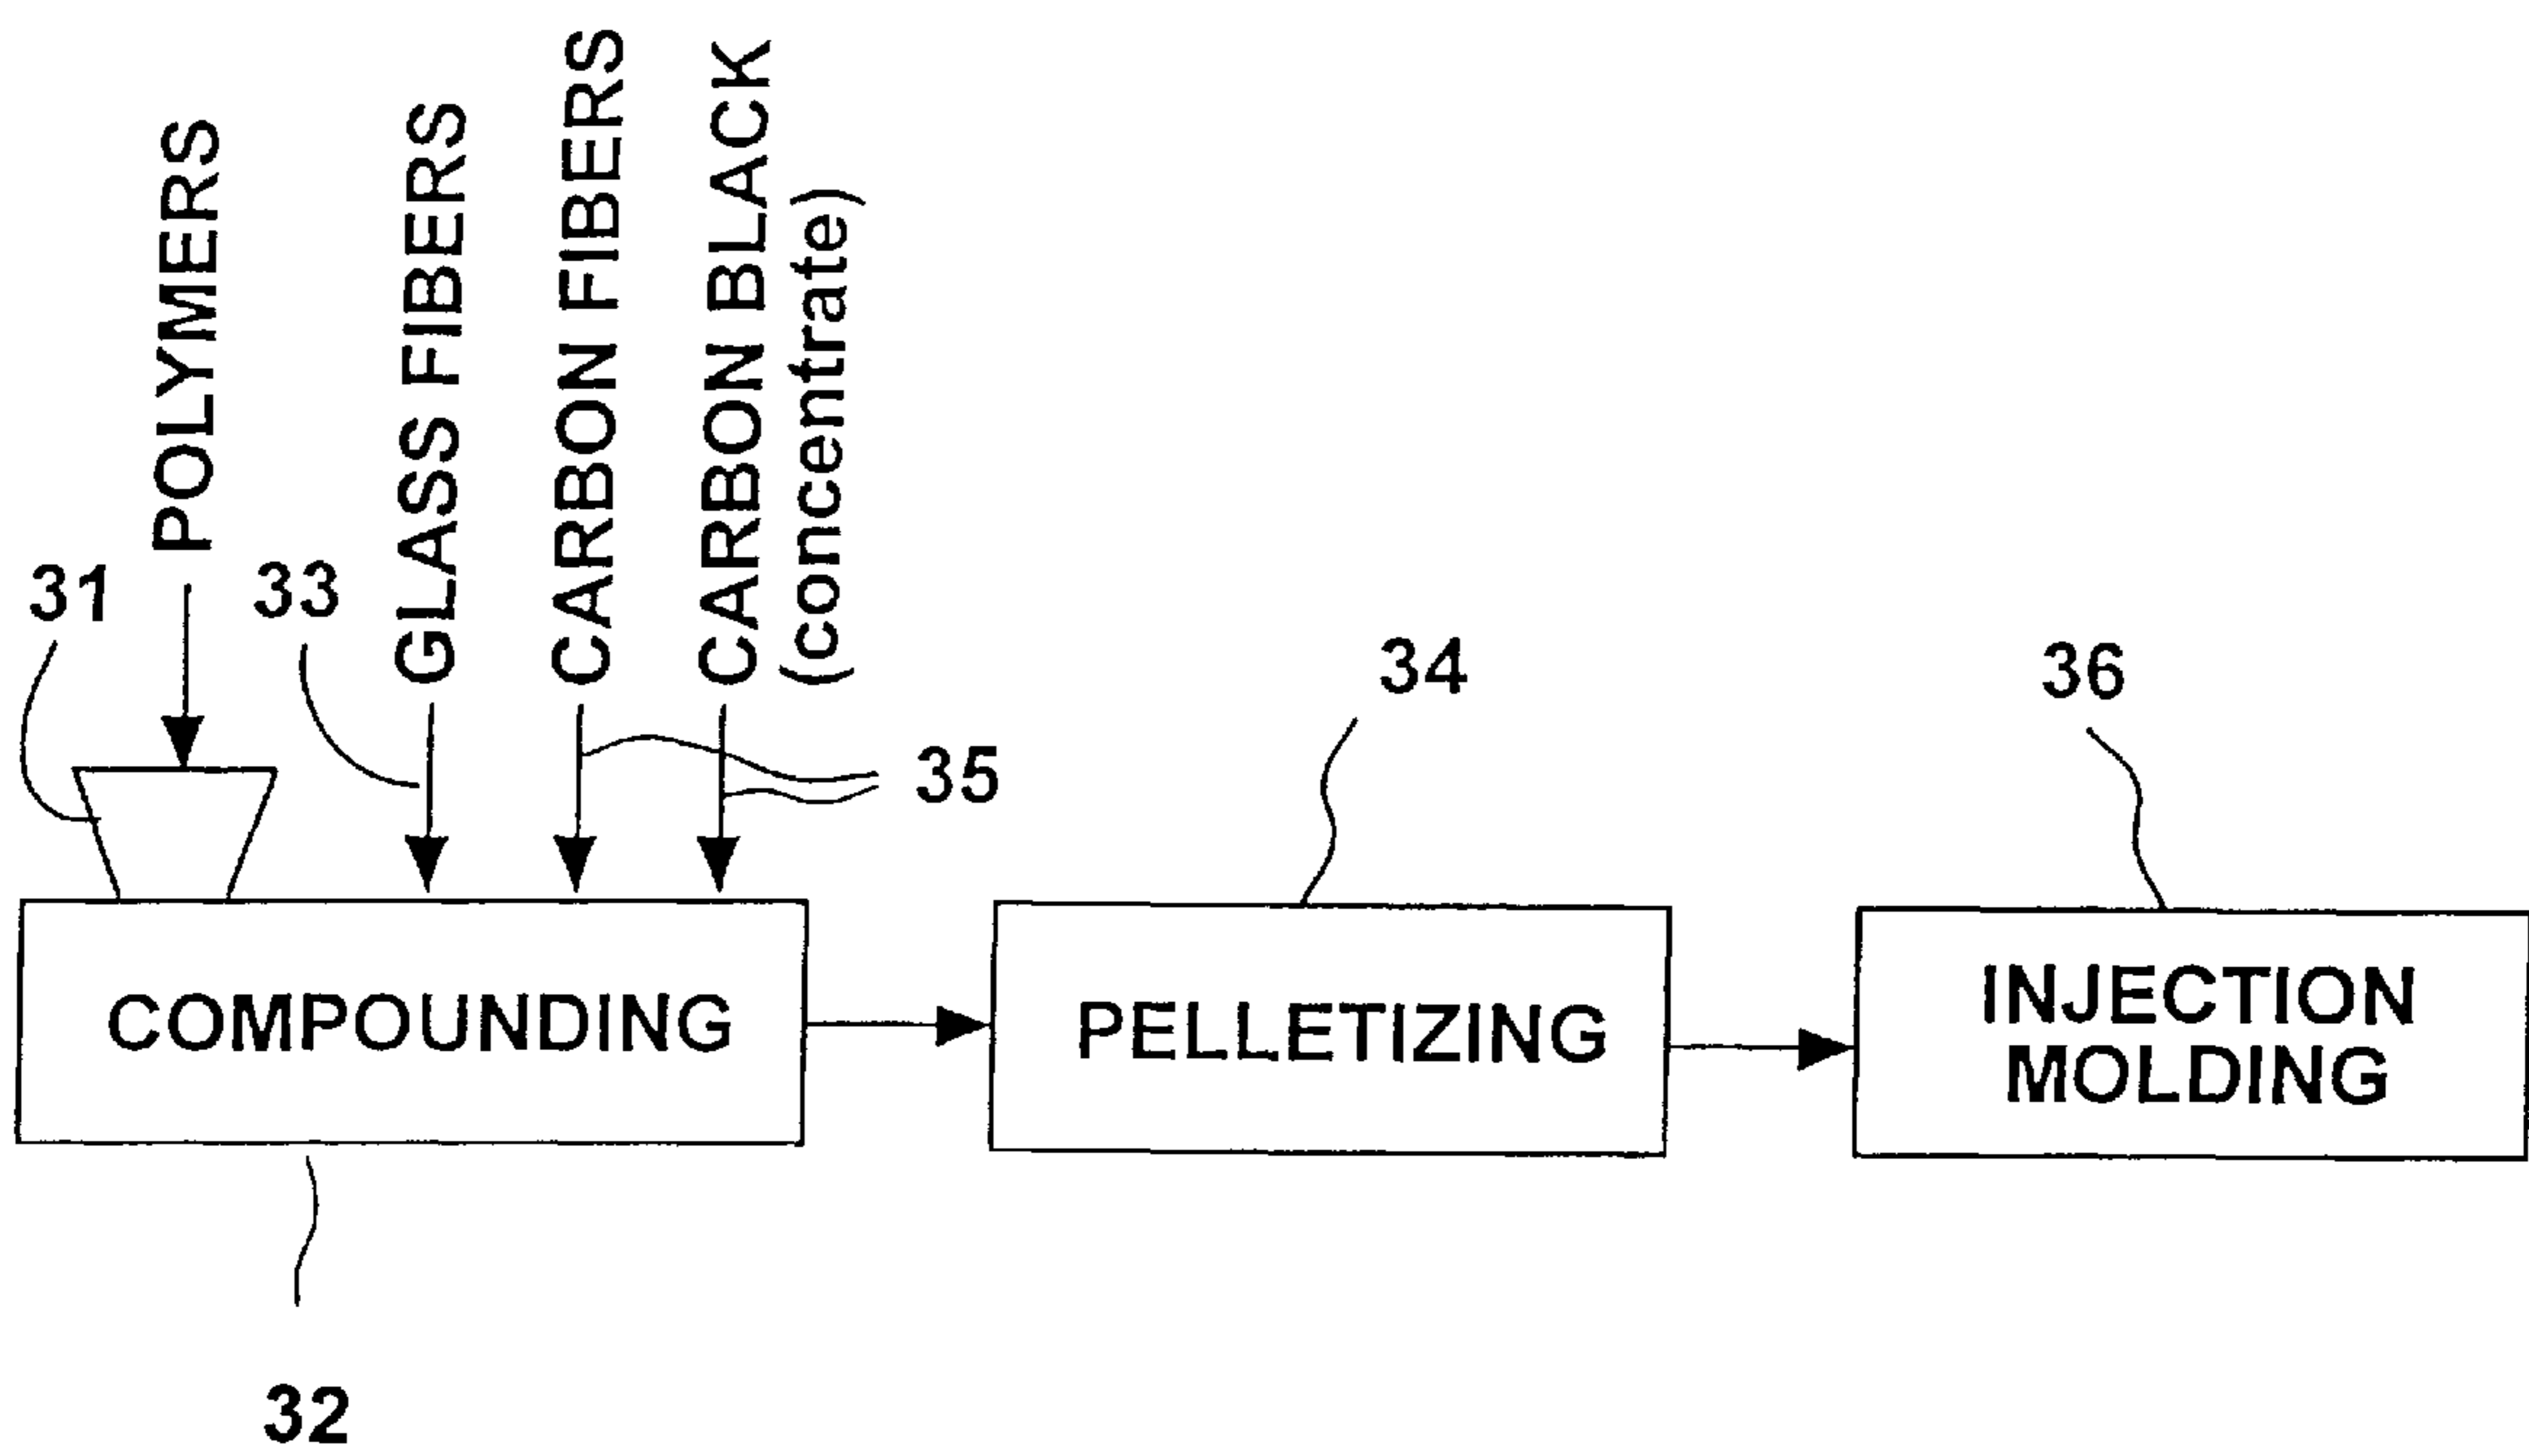 POLYMERS
GLASS FIBERS
CARBON FIBERS
CARBON BLACK
(concentrate)
31
33
35
34
36
COMPOUNDING
PELLETIZING
INJECTION
MOLDING
32